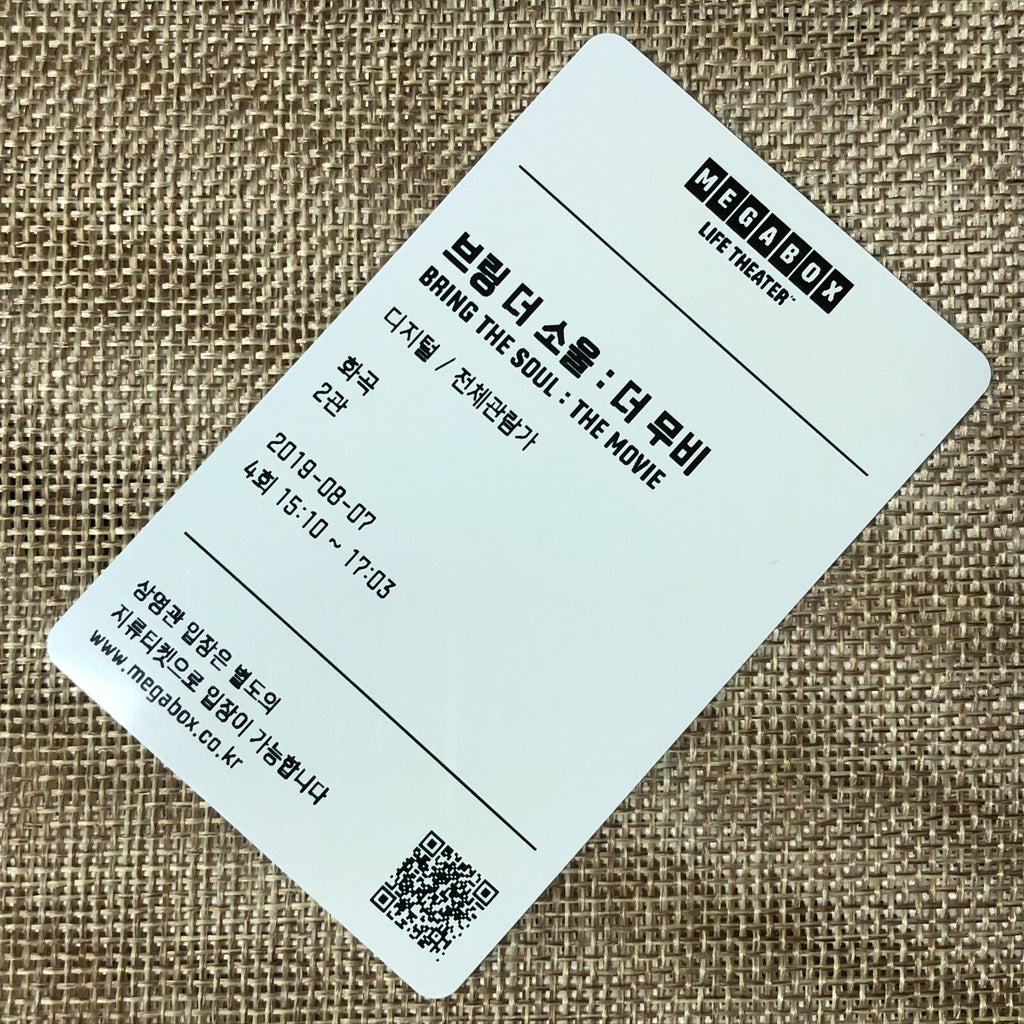 MEGABOX
LIFE THEATER™
브링 더 소울 : 더 무비
BRING THE SOUL : THE MOVIE
디지털 / 전체관람가
화곡
2관
2019-08-07
4회 15:10 ~ 17:03
상영관 입장은 별도의
지류티켓으로 입장이 가능합니다
www.megabox.co.kr